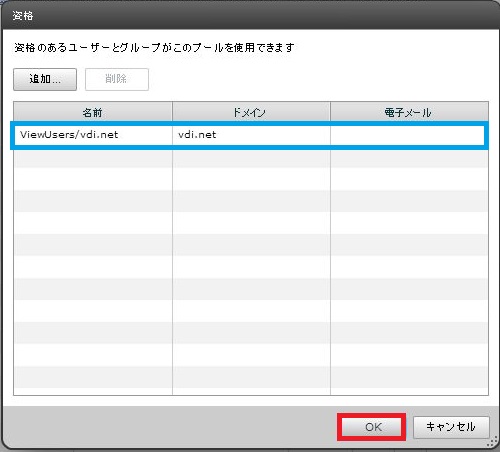 資格
資格のあるユーザーとグループがこのプールを使用できます
追加... 削除
名前 ドメイン 電子メール
ViewUsers/vdi.net vdi.net
OK キャンセル